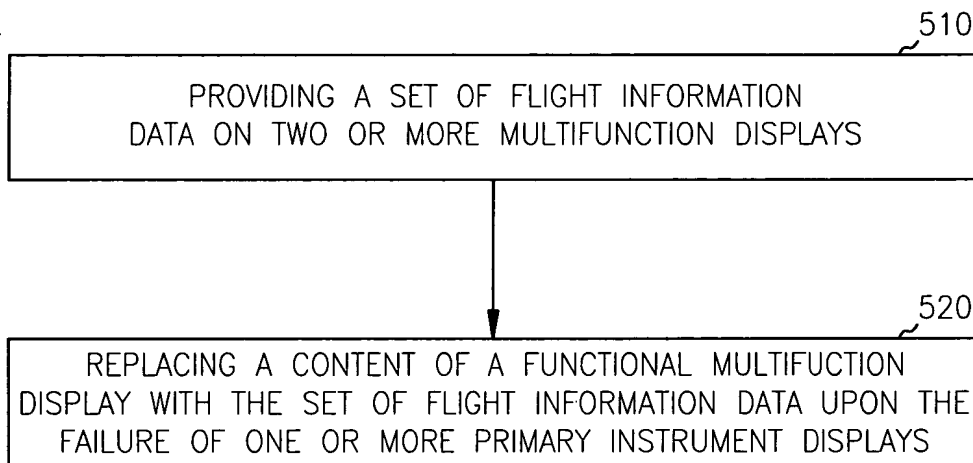 510
PROVIDING A SET OF FLIGHT INFORMATION
DATA ON TWO OR MORE MULTIFUNCTION DISPLAYS
520
REPLACING A CONTENT OF A FUNCTIONAL MULTIFUCTION
DISPLAY WITH THE SET OF FLIGHT INFORMATION DATA UPON THE
FAILURE OF ONE OR MORE PRIMARY INSTRUMENT DISPLAYS